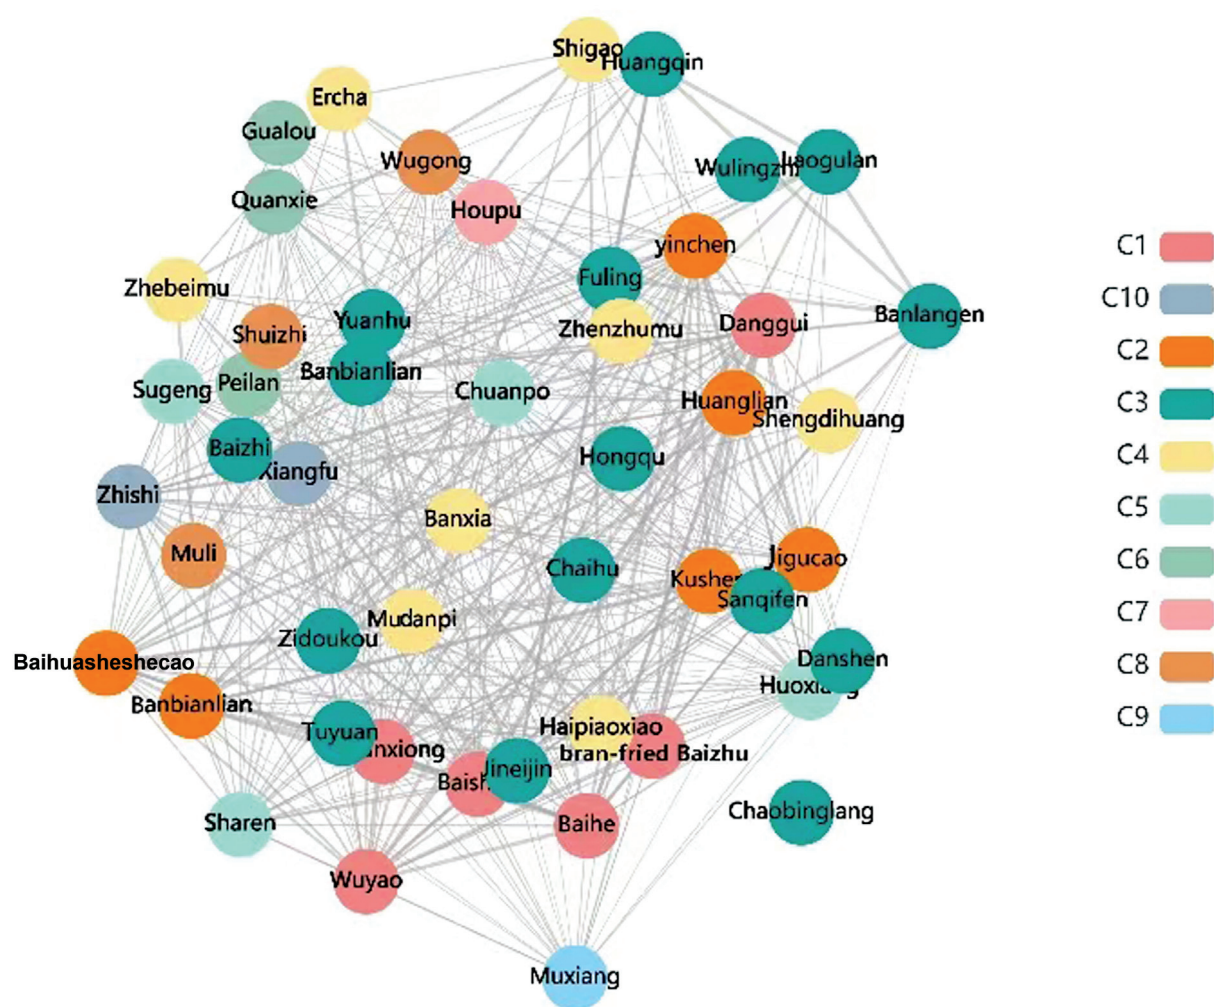 Shigao
Huangqin
Ercha
Gualou
Wugong
Quanxie
Houpu
yinchen
Fuling
Zhebeimu
Shuizhi
Yuanhu
Zhenzhumu
Danggui
Banlangen
Sugeng
Peilan
Banbianlian
Chuanpo
Huanglian
Shengdihuang
Baizhi
Xiangfu
Hongqu
Zhishi
Banxia
Muli
Chaihu
Jigucao
Sanqifen
Mudanpi
Zidoukou
Baihuasheshecao
Danshen
Banbianlian
Tuyuan
Haipiaoxiao
bran-fried Baizhu
Jineijin
Sharen
Baihe
Chaobinglang
Wuyao
Muxiang
C1
C10
C2
C3
C4
C5
C6
C7
C8
C9